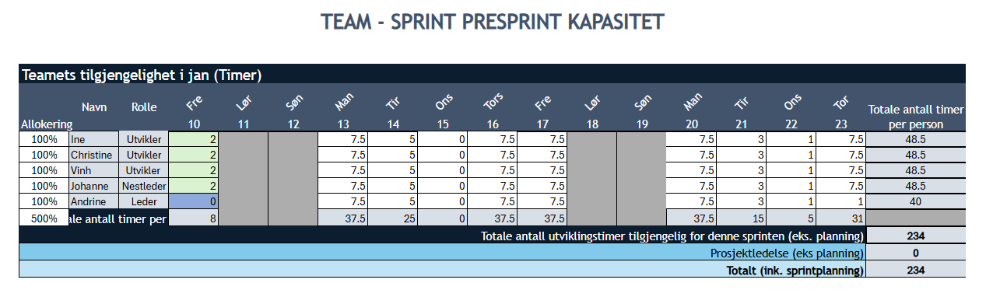 TEAM - SPRINT PRESPRINT KAPASITET
Teamets tilgjengelighet i jan (Timer)
Allokering Navn Rolle Fre 10 Lør 11 Søn 12 Man 13 Tir 14 Ons 15 Tors 16 Fre 17 Lør 18 Søn 19 Man 20 Tir 21 Ons 22 Tor 23 Totale antall timer per person
100% Ine Utvikler 2 7.5 5 0 7.5 7.5 7.5 3 1 7.5 48.5
100% Christine Utvikler 2 7.5 5 0 7.5 7.5 7.5 3 1 7.5 48.5
100% Vinh Utvikler 2 7.5 5 0 7.5 7.5 7.5 3 1 7.5 48.5
100% Johanne Nestleder 2 7.5 5 0 7.5 7.5 7.5 3 1 7.5 48.5
100% Andrine Leder 0 7.5 5 0 7.5 7.5 7.5 3 1 1 40
500% ale antall timer per 8 37.5 25 0 37.5 37.5 37.5 15 5 31
Totale antall utviklingstimer tilgjengelig for denne sprinten (eks. planning) 234
Prosjektledelse (eks planning) 0
Totalt (ink. sprintplanning) 234